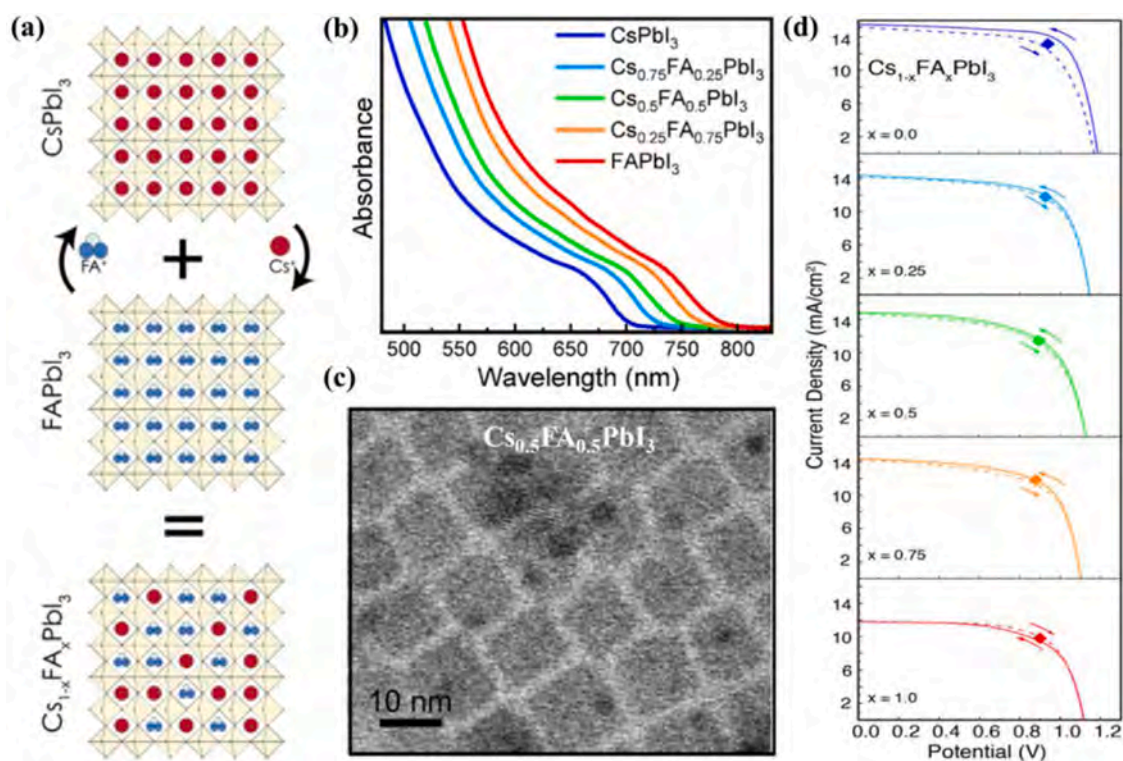 (a)
CsPbI₃
FA⁺
+
Cs⁺
FAPbI₃
=
Cs₁₋ₓFAₓPbI₃
(b)
Absorbance
CsPbI₃
Cs₀.₇₅FA₀.₂₅PbI₃
Cs₀.₅FA₀.₅PbI₃
Cs₀.₂₅FA₀.₇₅PbI₃
FAPbI₃
500 550 600 650 700 750 800
Wavelength (nm)
(c)
Cs₀.₅FA₀.₅PbI₃
10 nm
(d)
Current Density (mA/cm²)
14
10
6
2
Cs₁₋ₓFAₓPbI₃
x = 0.0
14
10
6
2
x = 0.25
14
10
6
2
x = 0.5
14
10
6
2
x = 0.75
14
10
6
2
x = 1.0
0.0 0.2 0.4 0.6 0.8 1.0 1.2
Potential (V)